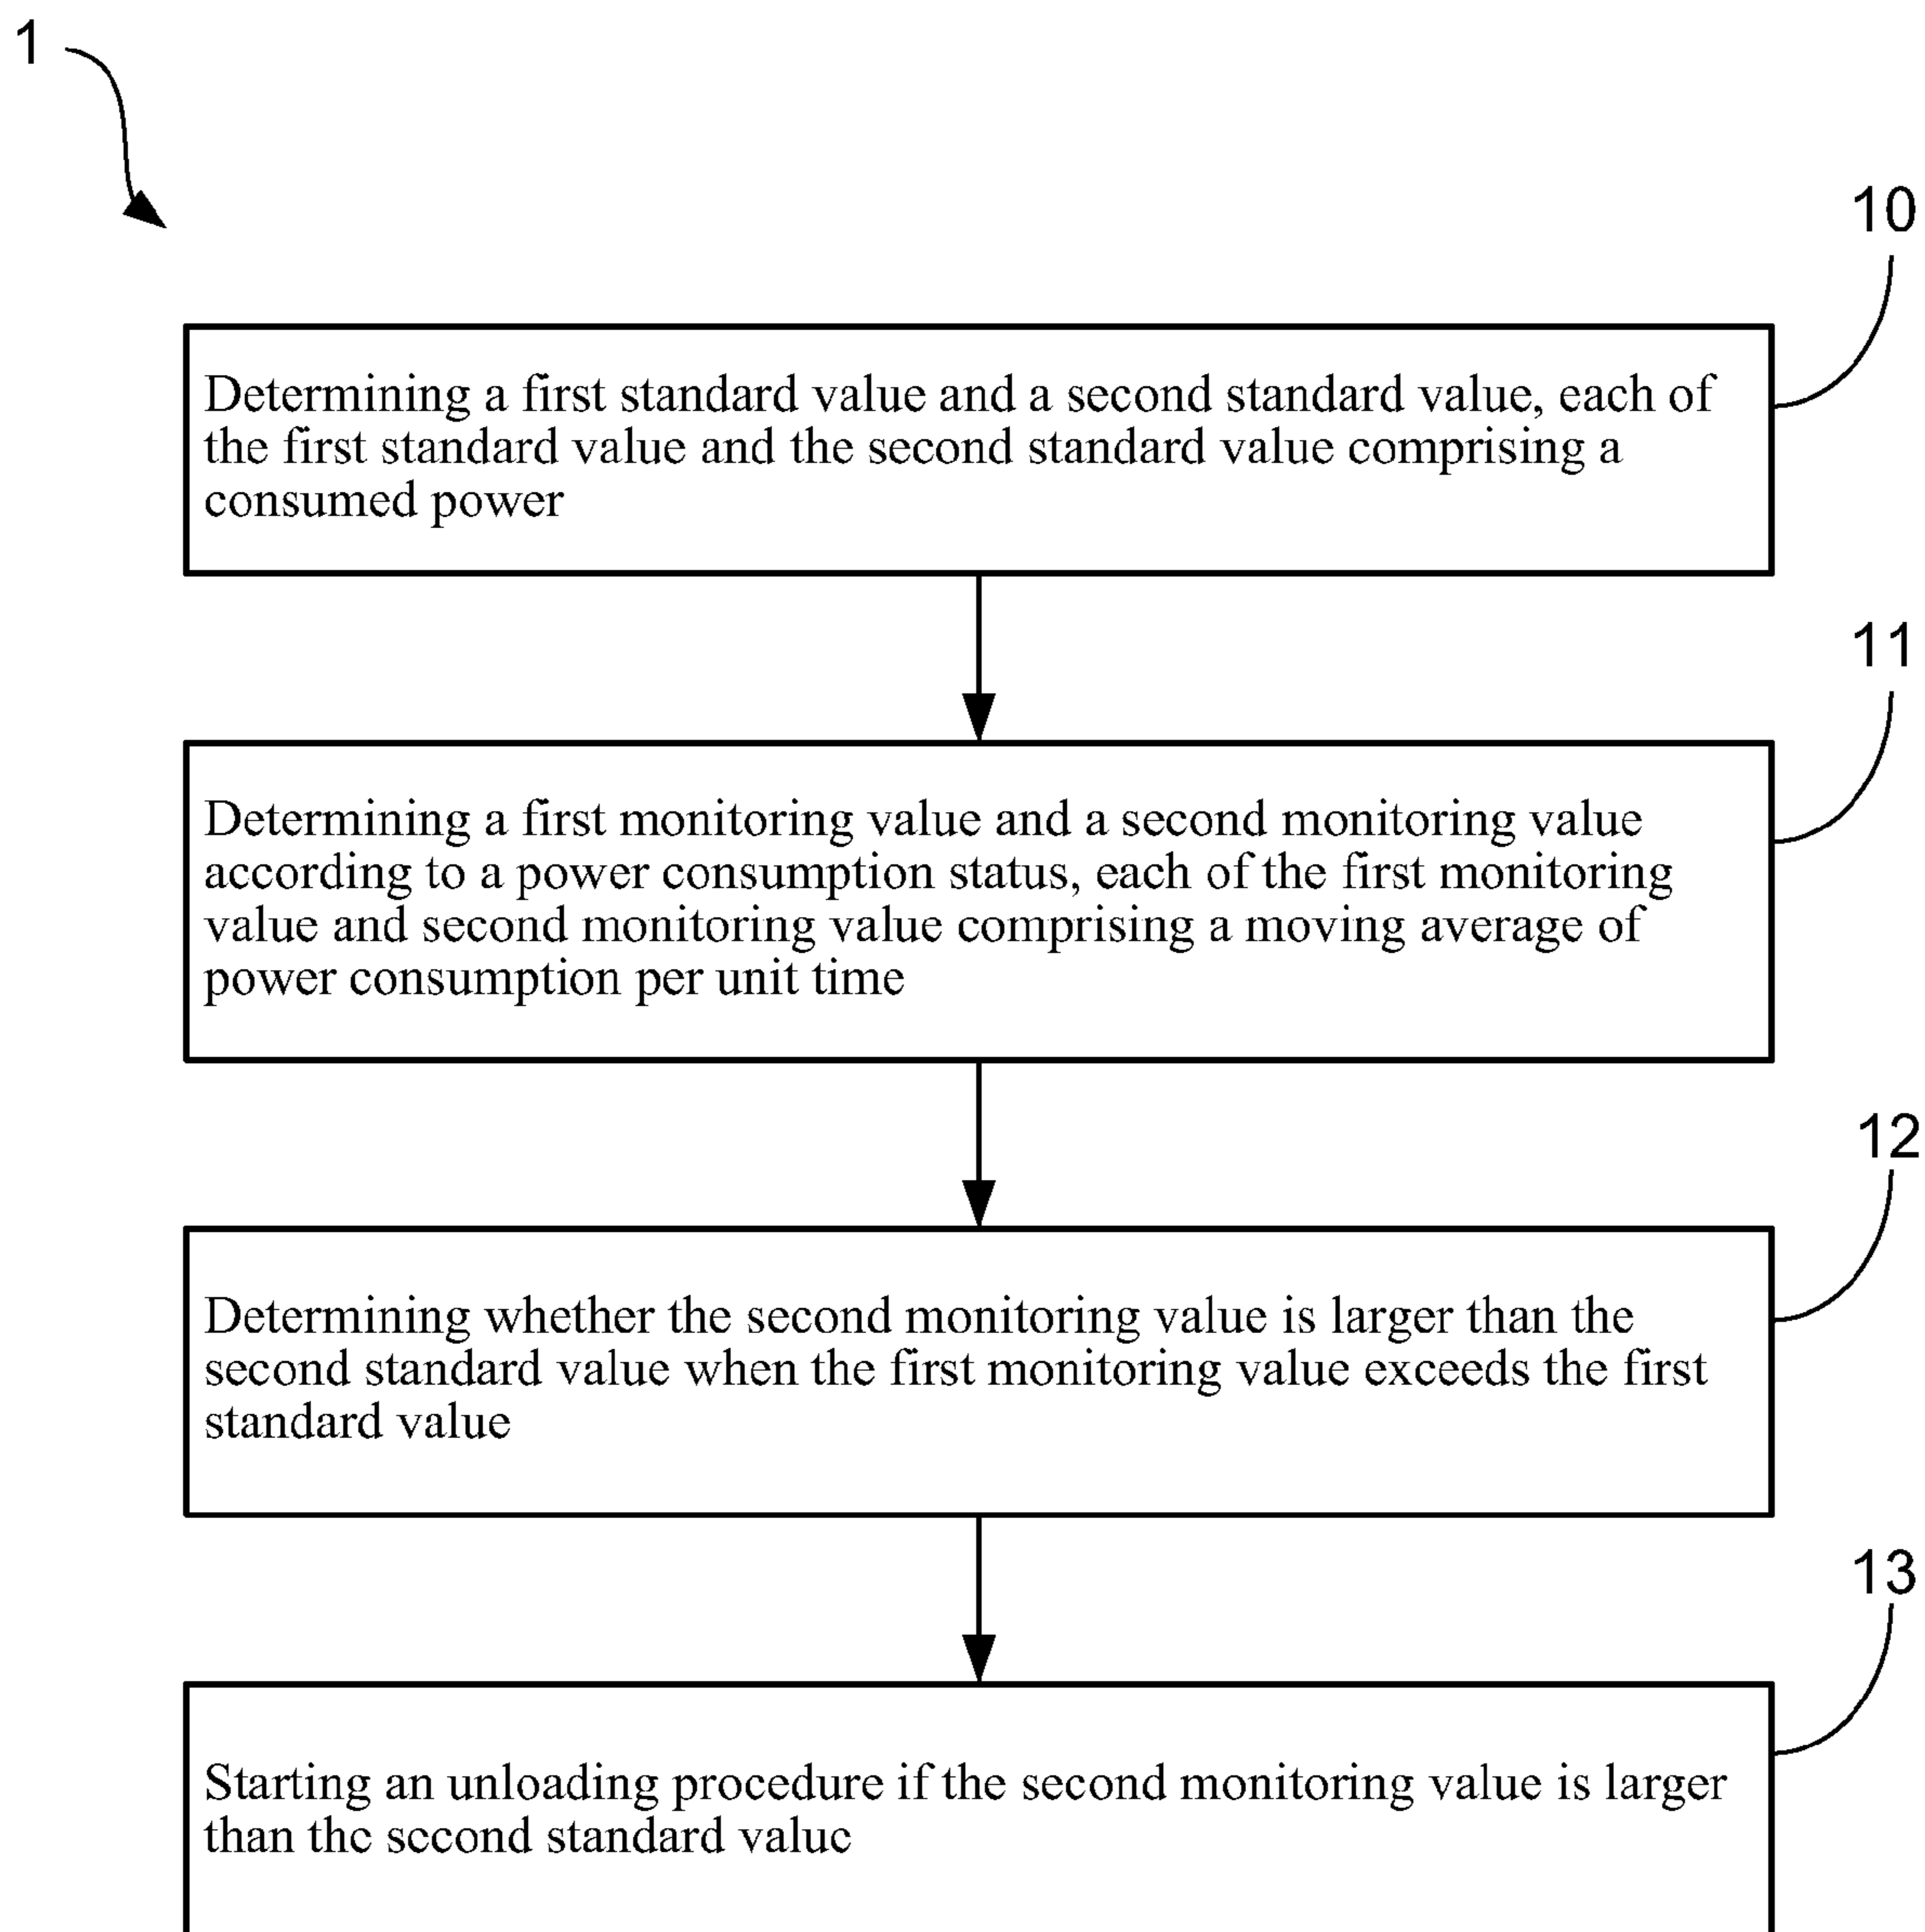 1
10
Determining a first standard value and a second standard value, each of
the first standard value and the second standard value comprising a
consumed power
11
Determining a first monitoring value and a second monitoring value
according to a power consumption status, each of the first monitoring
value and second monitoring value comprising a moving average of
power consumption per unit time
12
Determining whether the second monitoring value is larger than the
second standard value when the first monitoring value exceeds the first
standard value
13
Starting an unloading procedure if the second monitoring value is larger
than the second standard value